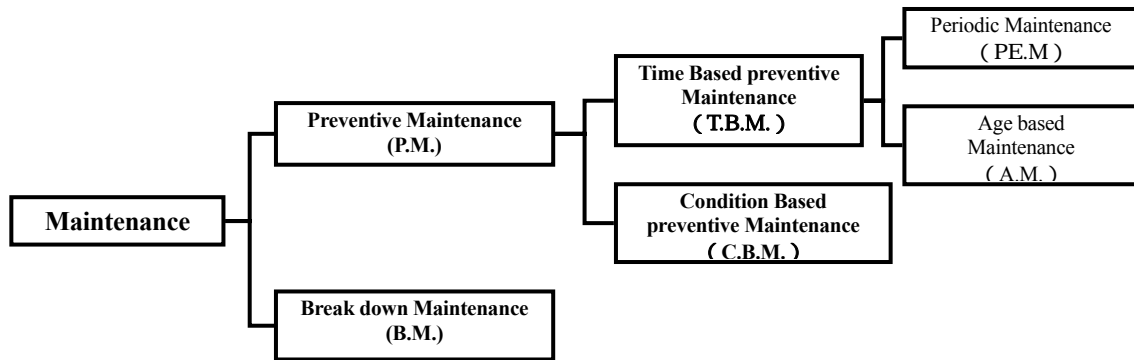 Maintenance
Preventive Maintenance
(P.M.)
Break down Maintenance
(B.M.)
Time Based preventive
Maintenance
( T.B.M. )
Condition Based
preventive Maintenance
( C.B.M. )
Periodic Maintenance
( PE.M )
Age based
Maintenance
( A.M. )